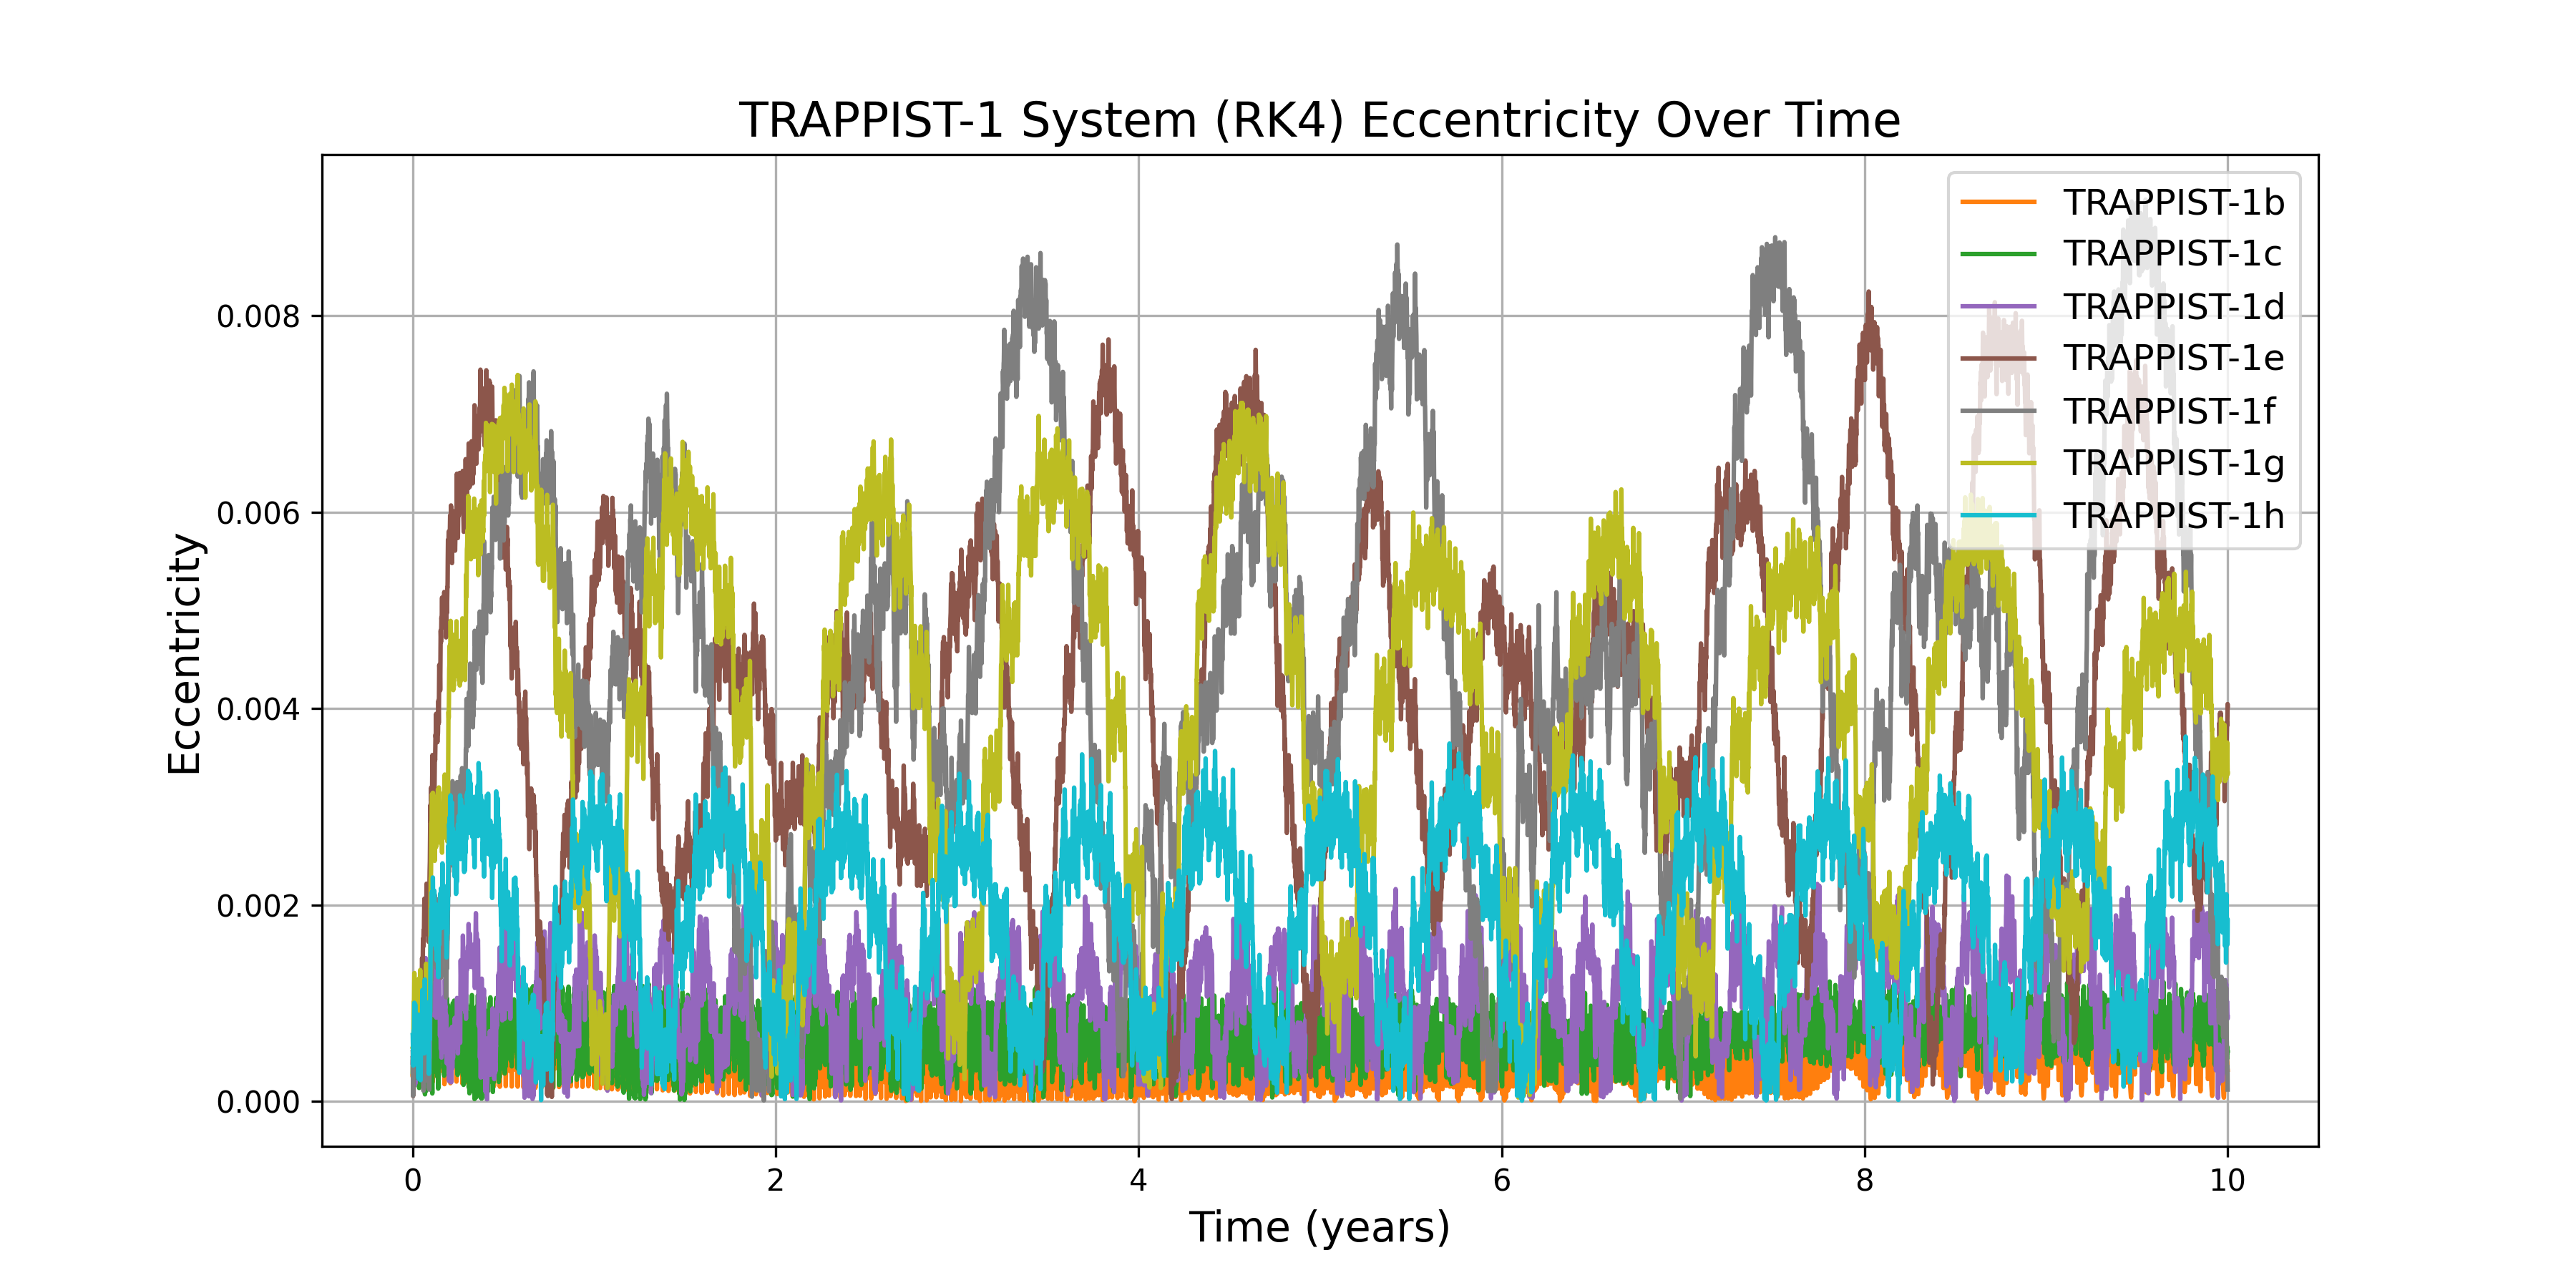 TRAPPIST-1 System (RK4) Eccentricity Over Time
TRAPPIST-1b
TRAPPIST-1c
TRAPPIST-1d
TRAPPIST-1e
TRAPPIST-1f
TRAPPIST-1g
TRAPPIST-1h
Eccentricity
0.008
0.006
0.004
0.002
0.000
0 2 4 6 8 10
Time (years)